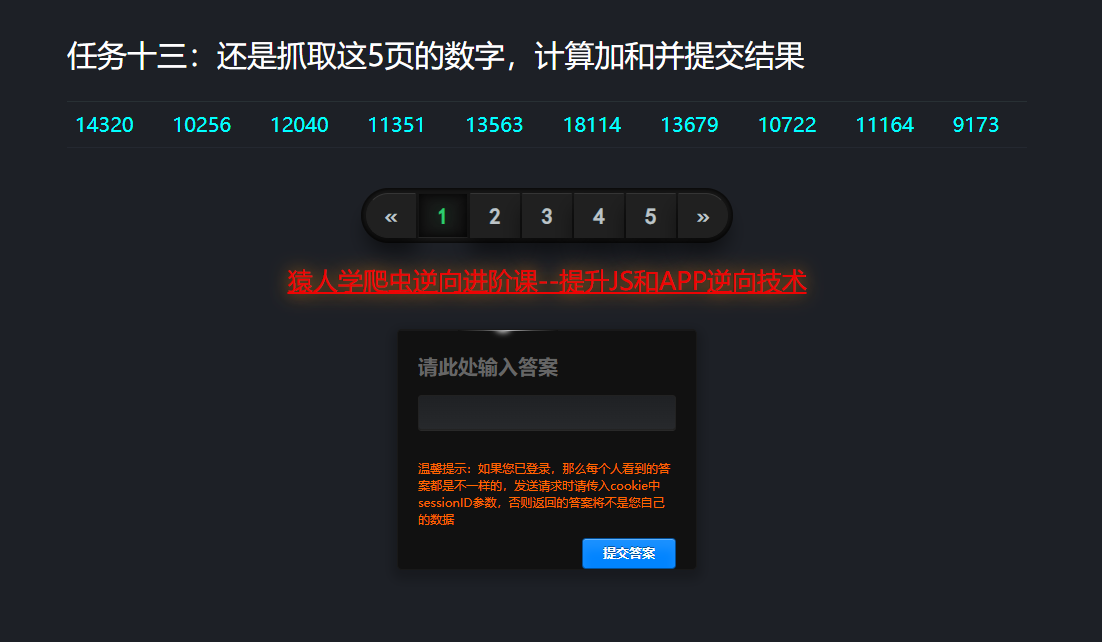 任务十三：还是抓取这5页的数字，计算加和并提交结果
14320 10256 12040 11351 13563 18114 13679 10722 11164 9173
« 1 2 3 4 5 »
猿人学爬虫逆向进阶课--提升JS和APP逆向技术
请此处输入答案
温馨提示：如果您已登录，那么每个人看到的答
案都是不一样的，发送请求时请传入cookie中
sessionID参数，否则返回的答案将不是您自己
的数据
提交答案